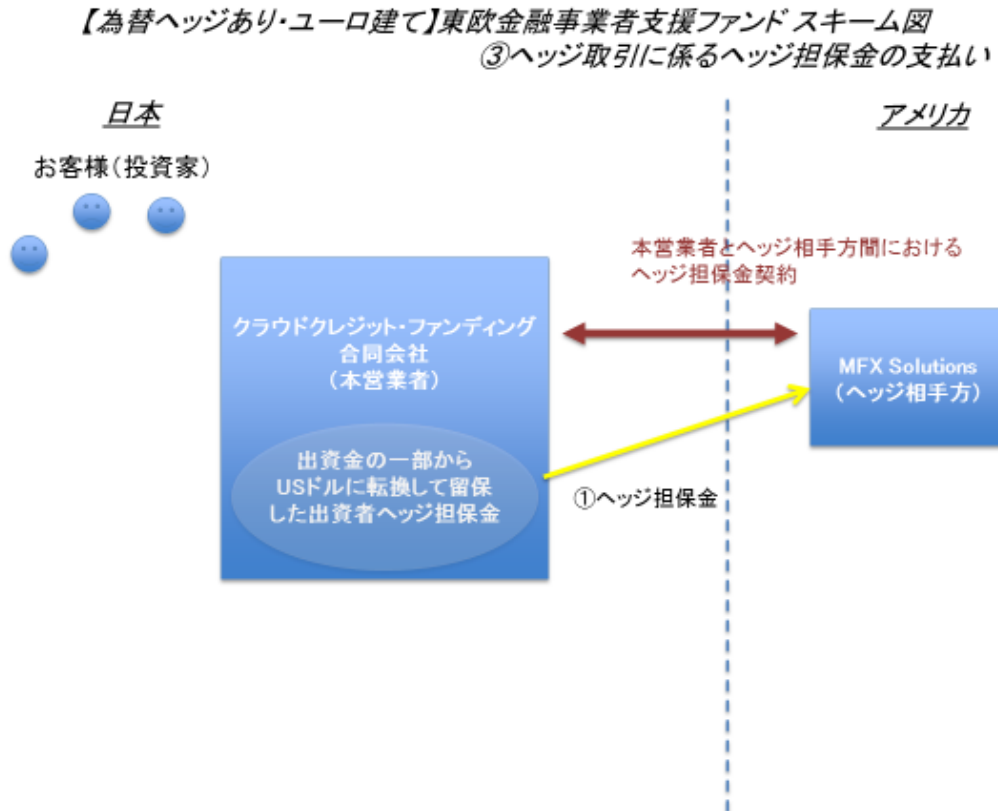 【為替ヘッジあり・ユーロ建て】東欧金融事業者支援ファンド スキーム図
③ヘッジ取引に係るヘッジ担保金の支払い
日本
アメリカ
お客様(投資家)
本営業者とヘッジ相手方間における
ヘッジ担保金契約
クラウドクレジット・ファンディング
合同会社
(本営業者)
MFX Solutions
(ヘッジ相手方)
出資金の一部から
USドルに転換して留保
した出資者ヘッジ担保金
①ヘッジ担保金